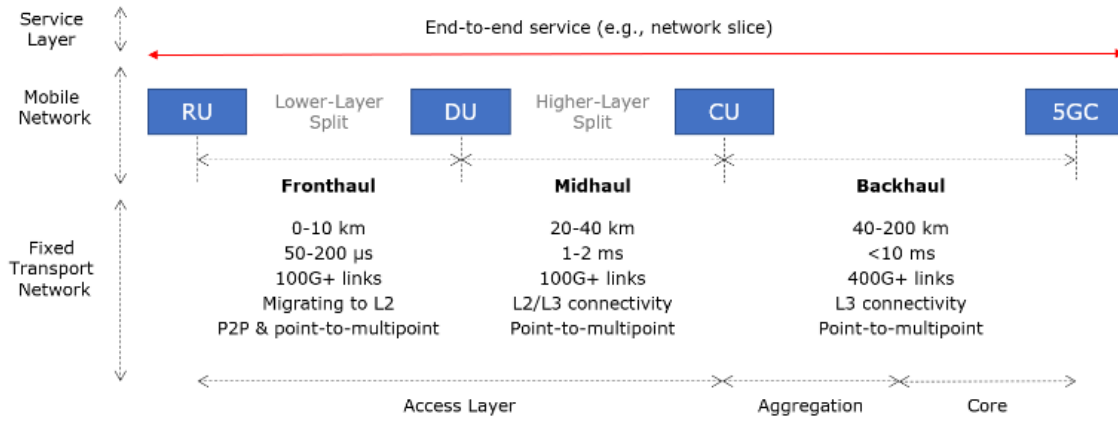 Service
Layer
End-to-end service (e.g., network slice)
Mobile
Network
RU
Lower-Layer
Split
DU
Higher-Layer
Split
CU
5GC
Fronthaul
Midhaul
Backhaul
Fixed
Transport
Network
0-10 km
50-200 µs
100G+ links
Migrating to L2
P2P & point-to-multipoint
20-40 km
1-2 ms
100G+ links
L2/L3 connectivity
Point-to-multipoint
40-200 km
<10 ms
400G+ links
L3 connectivity
Point-to-multipoint
Access Layer
Aggregation
Core